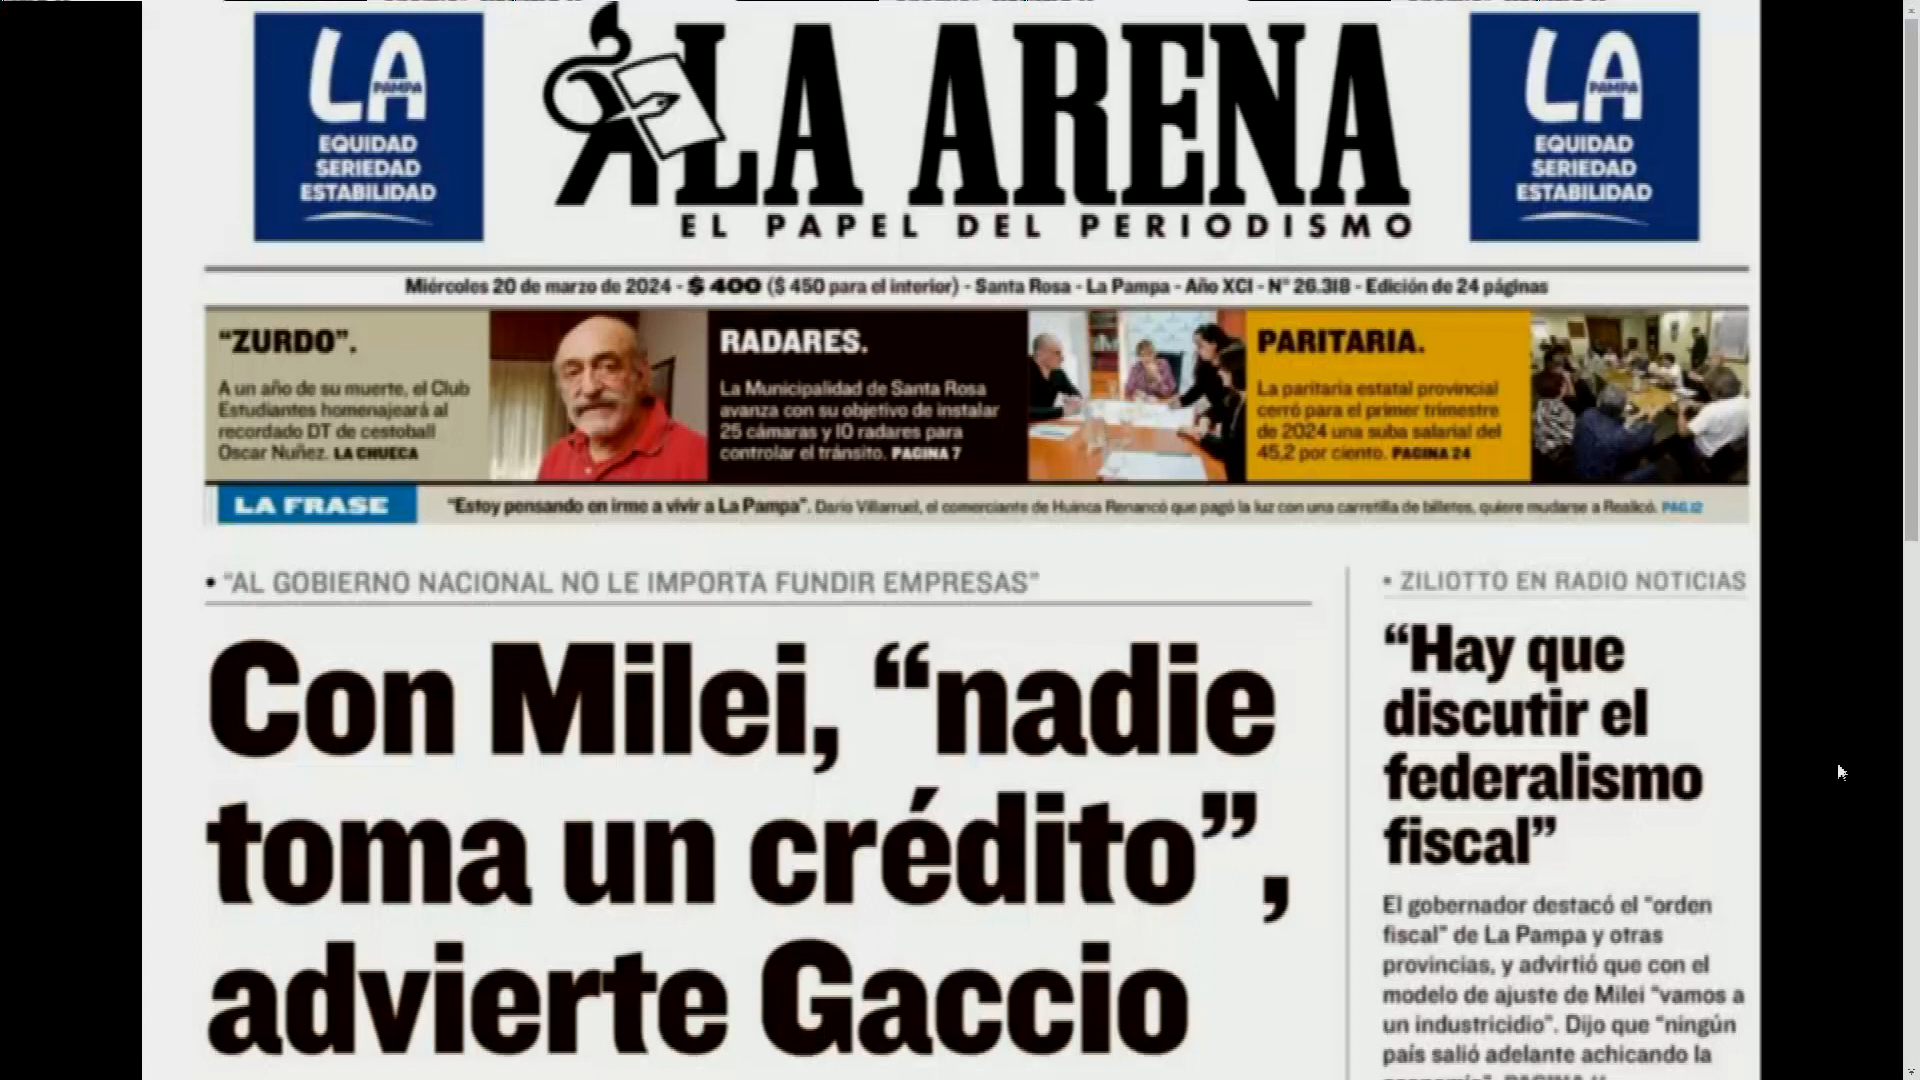 LA
PAMPA
EQUIDAD
SERIEDAD
ESTABILIDAD
LA ARENA
EL PAPEL DEL PERIODISMO
LA
PAMPA
EQUIDAD
SERIEDAD
ESTABILIDAD
Miércoles 20 de marzo de 2024 - $ 400 ($ 450 para el interior) - Santa Rosa - La Pampa - Año XCI - N° 26.318 - Edición de 24 páginas
“ZURDO”.
A un año de su muerte, el Club
Estudiantes homenajeará al
recordado DT de cestoball
Oscar Nuñez. LA CHUECA
RADARES.
La Municipalidad de Santa Rosa
avanza con su objetivo de instalar
25 cámaras y 10 radares para
controlar el tránsito. PAGINA 7
PARITARIA.
La paritaria estatal provincial
cerró para el primer trimestre
de 2024 una suba salarial del
45,2 por ciento. PAGINA 24
LA FRASE
“Estoy pensando en irme a vivir a La Pampa”. Darío Villarruel, el comerciante de Huinca Renancó que pagó la luz con una carretilla de billetes, quiere mudarse a Realicó. PAG.12
• “AL GOBIERNO NACIONAL NO LE IMPORTA FUNDIR EMPRESAS”
Con Milei, “nadie
toma un crédito”,
advierte Gaccio
• ZILIOTTO EN RADIO NOTICIAS
“Hay que
discutir el
federalismo
fiscal”
El gobernador destacó el “orden
fiscal” de La Pampa y otras
provincias, y advirtió que con el
modelo de ajuste de Milei “vamos a
un industricidio”. Dijo que “ningún
país salió adelante achicando la